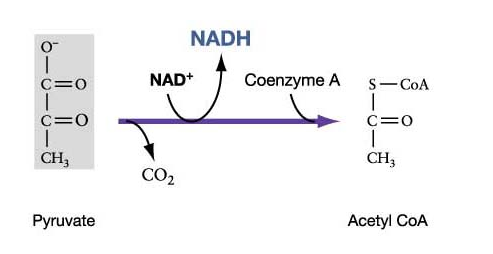 NADH
O⁻
NAD⁺ Coenzyme A
C=O
S—CoA
C=O
C=O
CH₃
CH₃
CO₂
Pyruvate
Acetyl CoA